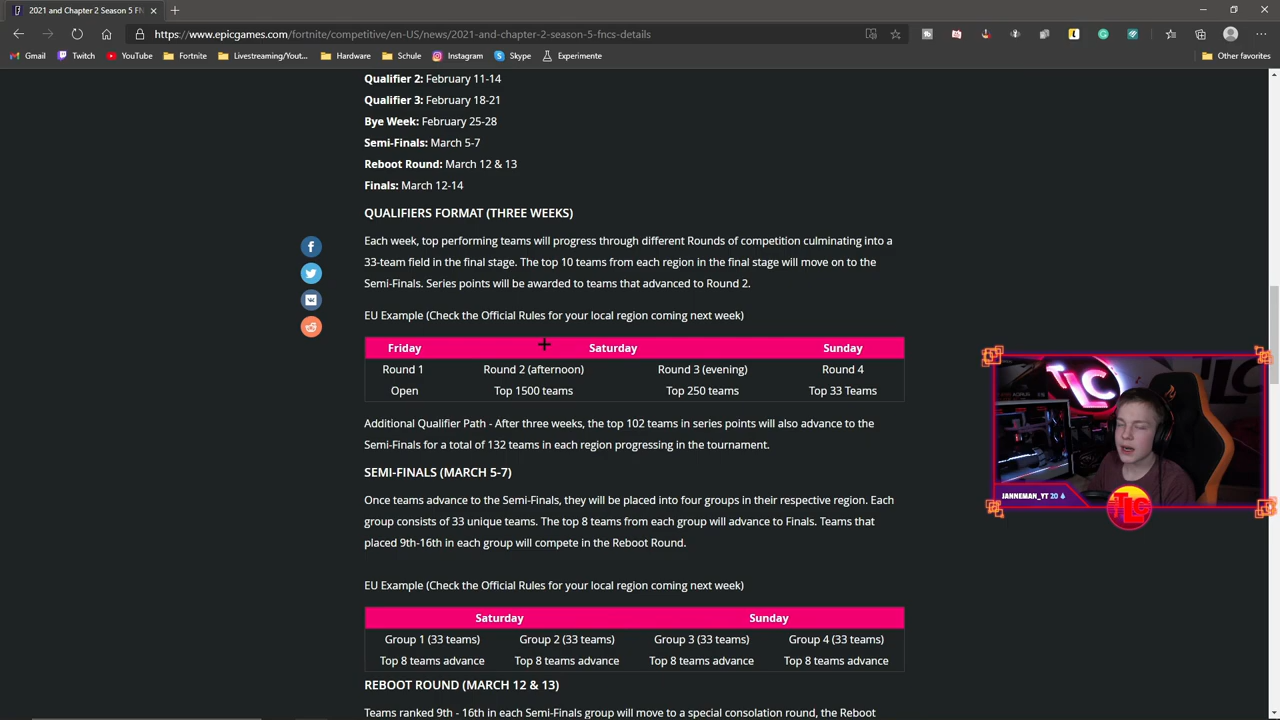 2021 and Chapter 2 Season 5 FN
https://www.epicgames.com/fortnite/competitive/en-US/news/2021-and-chapter-2-season-5-fncs-details
Gmail Twitch YouTube Fortnite Livestreaming/Yout... Hardware Schule Instagram Skype Experimente Other favorites
Qualifier 2: February 11-14
Qualifier 3: February 18-21
Bye Week: February 25-28
Semi-Finals: March 5-7
Reboot Round: March 12 & 13
Finals: March 12-14
QUALIFIERS FORMAT (THREE WEEKS)
Each week, top performing teams will progress through different Rounds of competition culminating into a
33-team field in the final stage. The top 10 teams from each region in the final stage will move on to the
Semi-Finals. Series points will be awarded to teams that advanced to Round 2.
EU Example (Check the Official Rules for your local region coming next week)
Friday Saturday Sunday
Round 1 Round 2 (afternoon) Round 3 (evening) Round 4
Open Top 1500 teams Top 250 teams Top 33 Teams
Additional Qualifier Path - After three weeks, the top 102 teams in series points will also advance to the
Semi-Finals for a total of 132 teams in each region progressing in the tournament.
SEMI-FINALS (MARCH 5-7)
Once teams advance to the Semi-Finals, they will be placed into four groups in their respective region. Each
group consists of 33 unique teams. The top 8 teams from each group will advance to Finals. Teams that
placed 9th-16th in each group will compete in the Reboot Round.
EU Example (Check the Official Rules for your local region coming next week)
Saturday Sunday
Group 1 (33 teams) Group 2 (33 teams) Group 3 (33 teams) Group 4 (33 teams)
Top 8 teams advance Top 8 teams advance Top 8 teams advance Top 8 teams advance
REBOOT ROUND (MARCH 12 & 13)
Teams ranked 9th - 16th in each Semi-Finals group will move to a special consolation round, the Reboot
TLC
JANNEMAN_YT 20
TLC